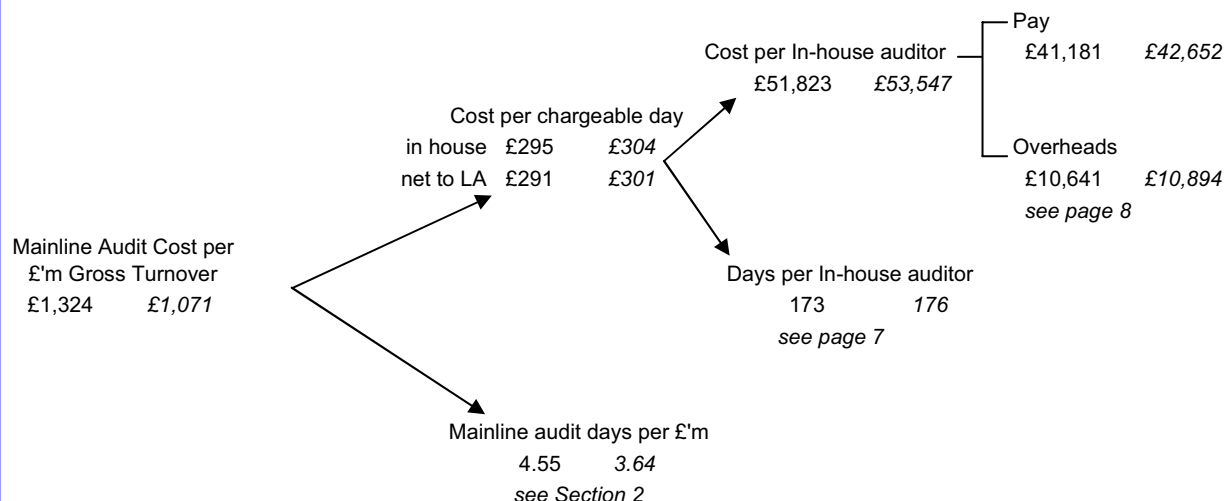 Pay
Cost per In-house auditor £41,181 £42,652
£51,823 £53,547
Cost per chargeable day
in house £295 £304 Overheads
net to LA £291 £301 £10,641 £10,894
see page 8
Mainline Audit Cost per
£'m Gross Turnover Days per In-house auditor
£1,324 £1,071 173 176
see page 7
Mainline audit days per £'m
4.55 3.64
see Section 2